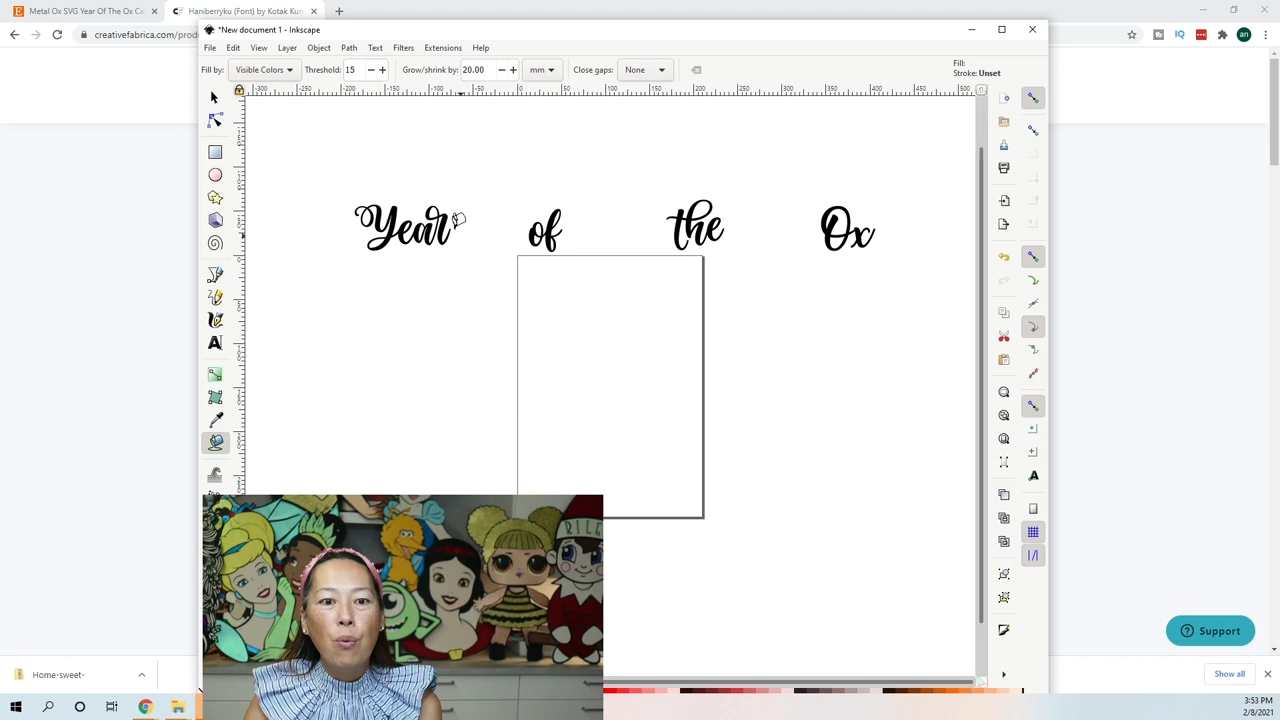 Metal Ox SVG Year Of The Ox Ca
Haniberryku (Font) by Kotak Kun
creativefabrica.com/prod
*New document 1 - Inkscape
File Edit View Layer Object Path Text Filters Extensions Help
Fill by: Visible Colors Threshold: 15 Grow/shrink by: 20.00 mm Close gaps: None
Fill:
Stroke: Unset
Year of the Ox
RILE
Support
Home-sweet-
Show all
3:53 PM
2/8/2021